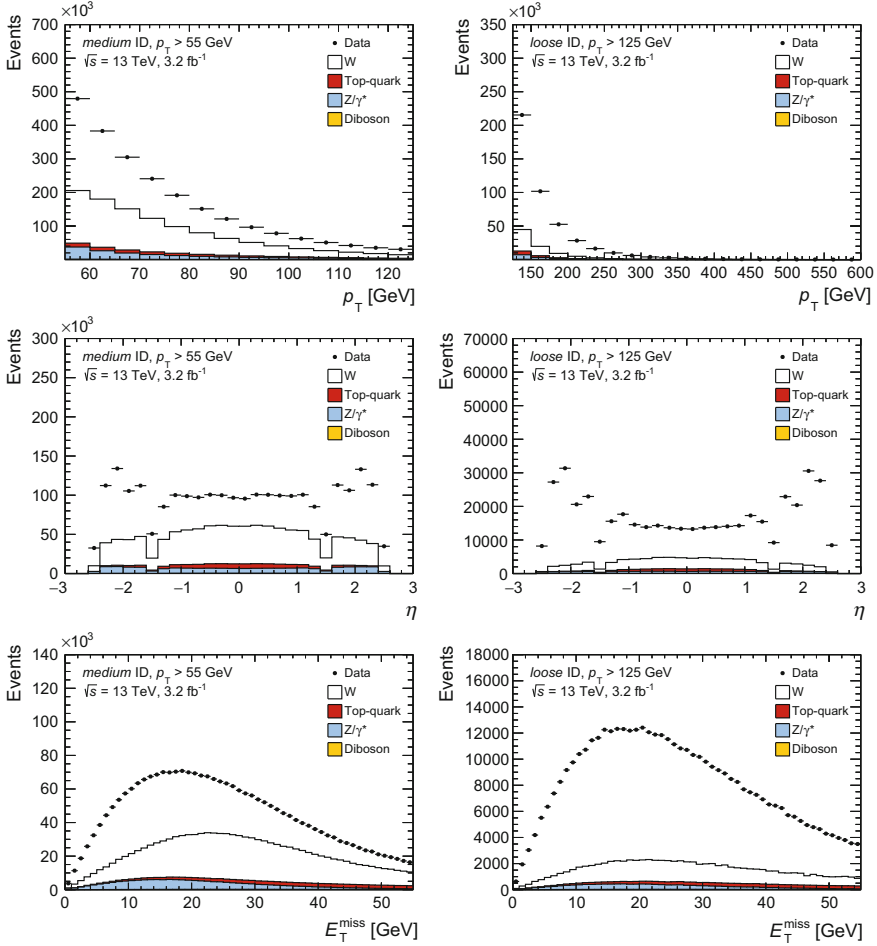 ×10³
Events
700
600
500
400
300
200
100
medium ID, p_T > 55 GeV
√s = 13 TeV, 3.2 fb⁻¹
Data
W
Top-quark
Z/γ*
Diboson
60 70 80 90 100 110 120
p_T [GeV]
×10³
Events
350
300
250
200
150
100
50
loose ID, p_T > 125 GeV
√s = 13 TeV, 3.2 fb⁻¹
Data
W
Top-quark
Z/γ*
Diboson
150 200 250 300 350 400 450 500 550 600
p_T [GeV]
×10³
Events
300
250
200
150
100
50
0
medium ID, p_T > 55 GeV
√s = 13 TeV, 3.2 fb⁻¹
Data
W
Top-quark
Z/γ*
Diboson
−3 −2 −1 0 1 2 3
η
Events
70000
60000
50000
40000
30000
20000
10000
0
loose ID, p_T > 125 GeV
√s = 13 TeV, 3.2 fb⁻¹
Data
W
Top-quark
Z/γ*
Diboson
−3 −2 −1 0 1 2 3
η
×10³
Events
140
120
100
80
60
40
20
0
medium ID, p_T > 55 GeV
√s = 13 TeV, 3.2 fb⁻¹
Data
W
Top-quark
Z/γ*
Diboson
0 10 20 30 40 50
E_T^miss [GeV]
Events
18000
16000
14000
12000
10000
8000
6000
4000
2000
0
loose ID, p_T > 125 GeV
√s = 13 TeV, 3.2 fb⁻¹
Data
W
Top-quark
Z/γ*
Diboson
0 10 20 30 40 50
E_T^miss [GeV]